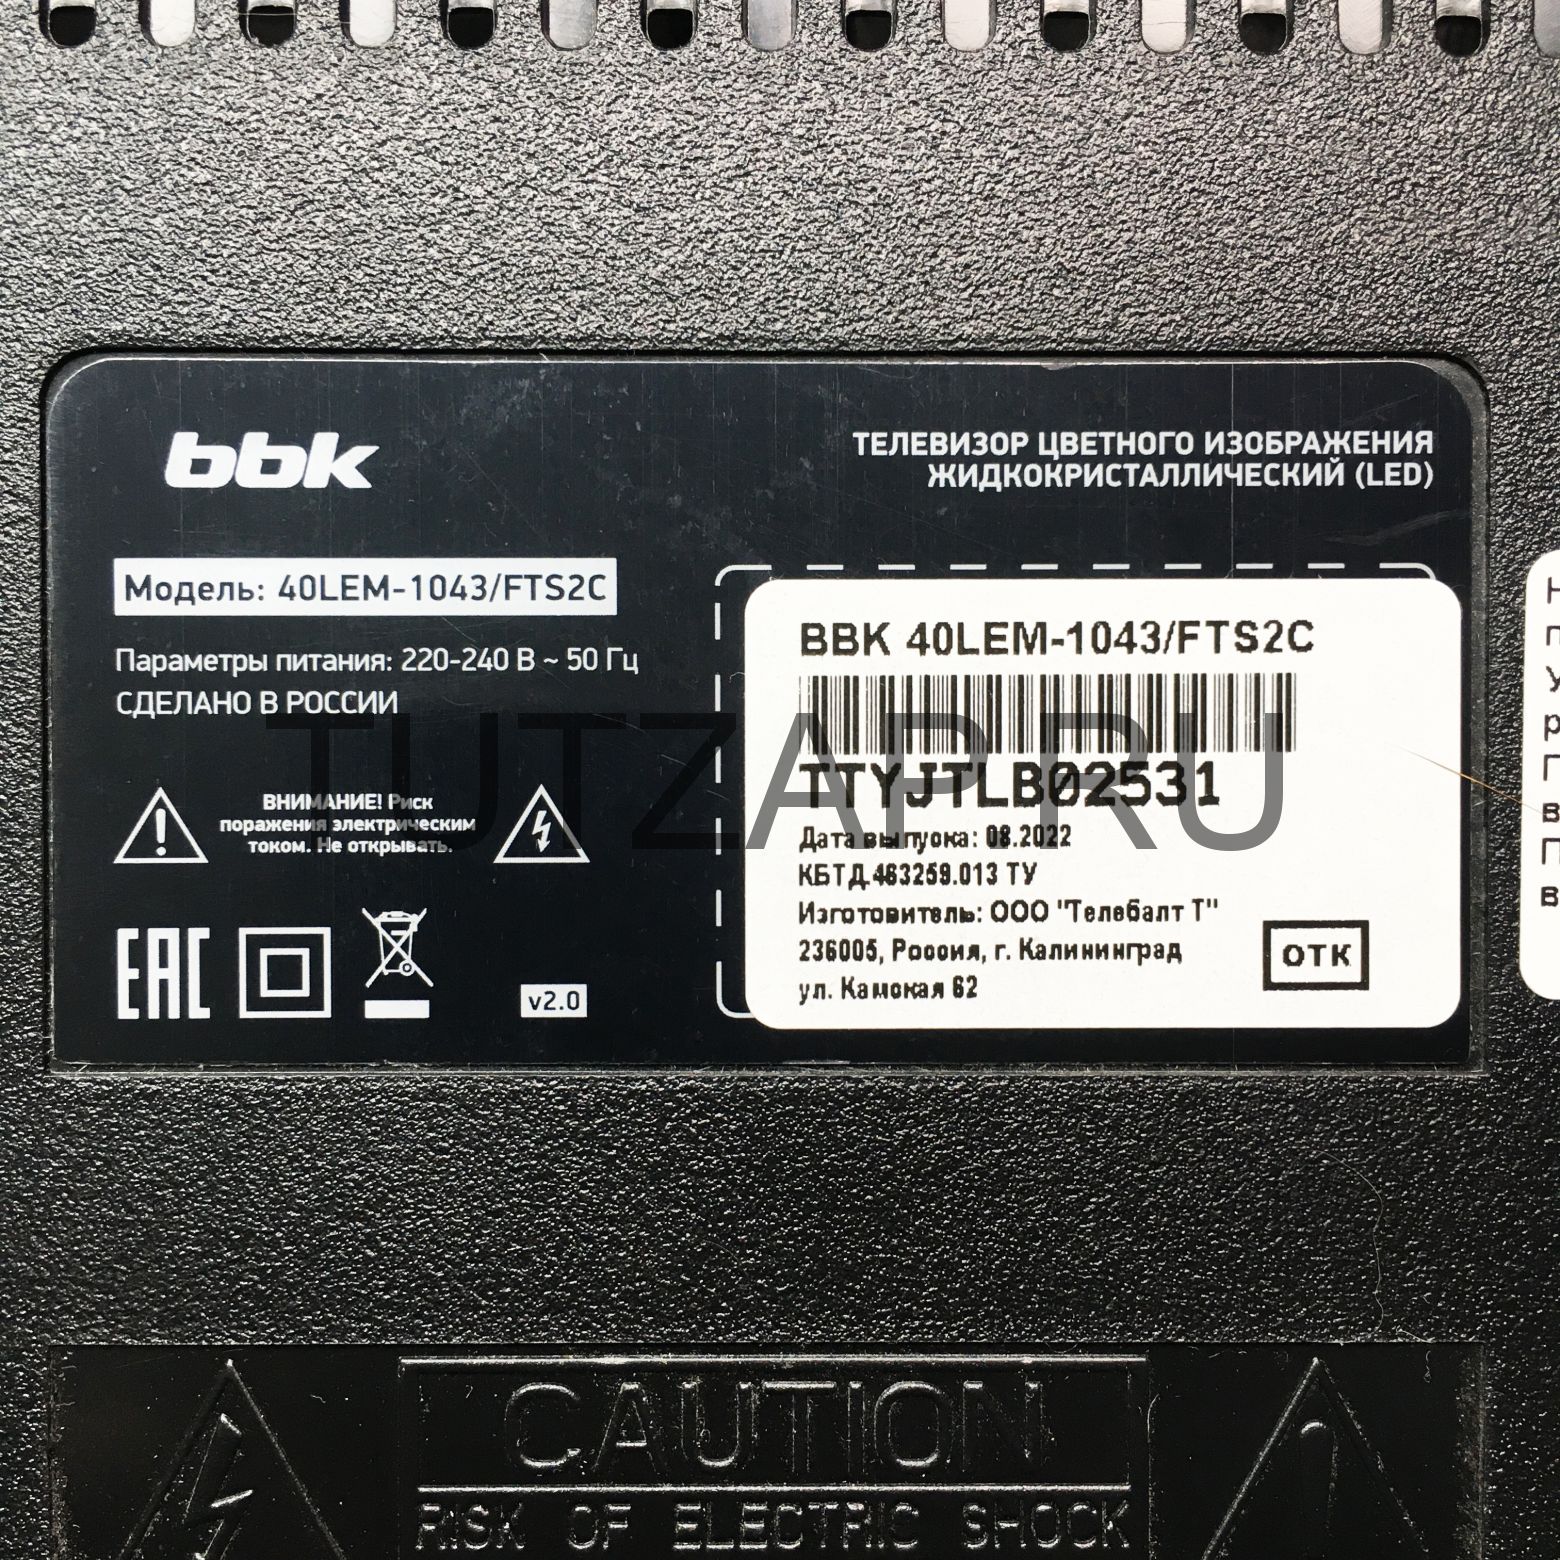 bbk
ТЕЛЕВИЗОР ЦВЕТНОГО ИЗОБРАЖЕНИЯ
ЖИДКОКРИСТАЛЛИЧЕСКИЙ (LED)
Модель: 40LEM-1043/FTS2C
Параметры питания: 220-240 В ~ 50 Гц
СДЕЛАНО В РОССИИ
ВНИМАНИЕ! Риск
поражения электрическим
током. Не открывать.
EAC
v2.0
BBK 40LEM-1043/FTS2C
TTYJTLB02531
Дата выпуска: 08.2022
КБТД.463259.013 ТУ
Изготовитель: ООО "Телебалт Т"
236005, Россия, г. Калининград
ул. Камская 62
ОТК
TUTZAP.RU
CAUTION
RISK OF ELECTRIC SHOCK